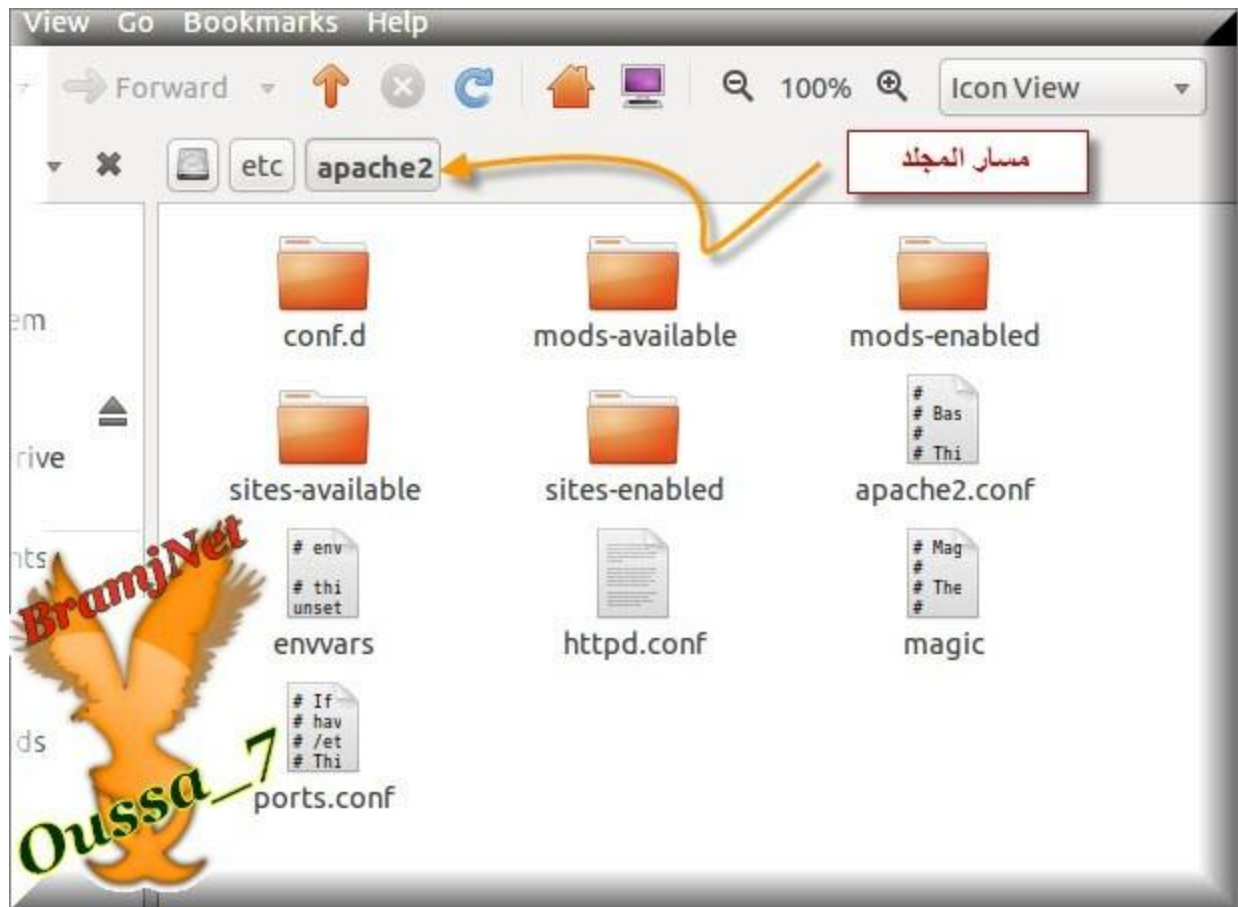 View Go Bookmarks Help
Forward 100% Icon View
مسار المجلد
etc apache2
conf.d mods-available mods-enabled
# # Bas # # Thi
sites-available sites-enabled apache2.conf
# env # thi unset
# Mag # # The #
envvars httpd.conf magic
# If # hav # /et # Thi
ports.conf
BramjNet
Oussa_7